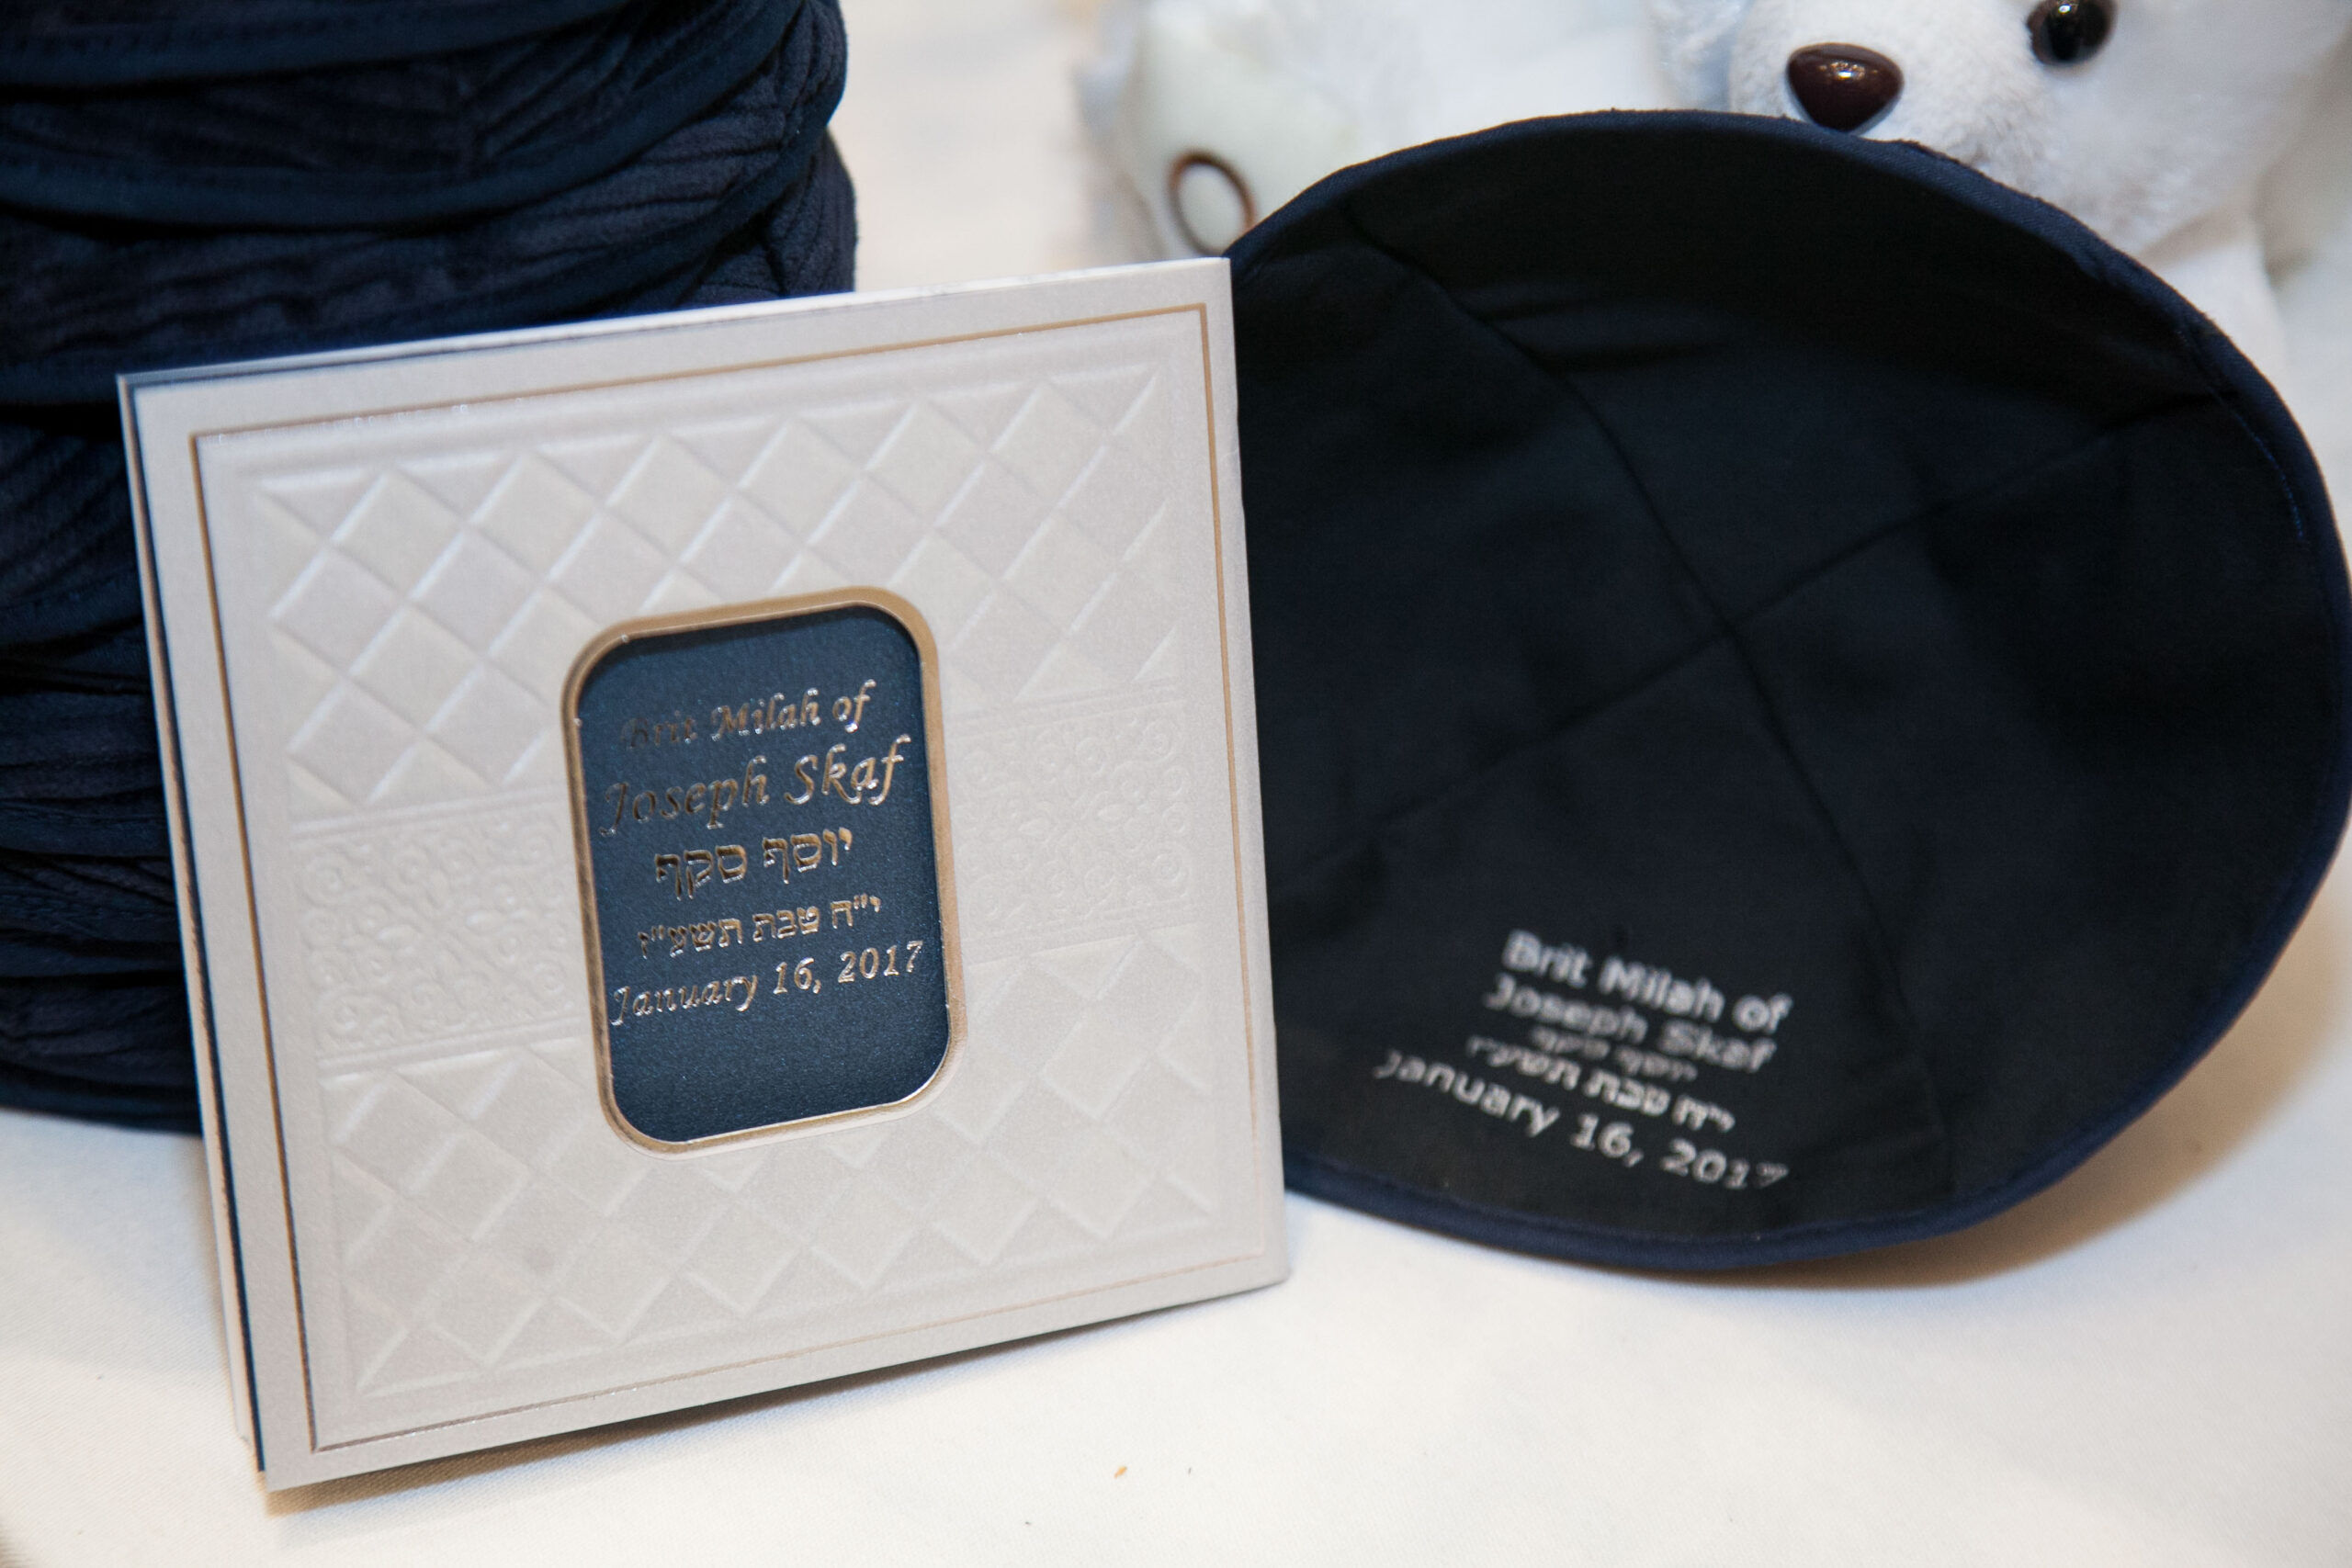 Brit Milah of
Joseph Skaf
יוסף סקף
י"ח טבת תשע"ז
January 16, 2017
Brit Milah of
Joseph Skaf
יוסף סקף
י"ח טבת תשע"ז
January 16, 2017